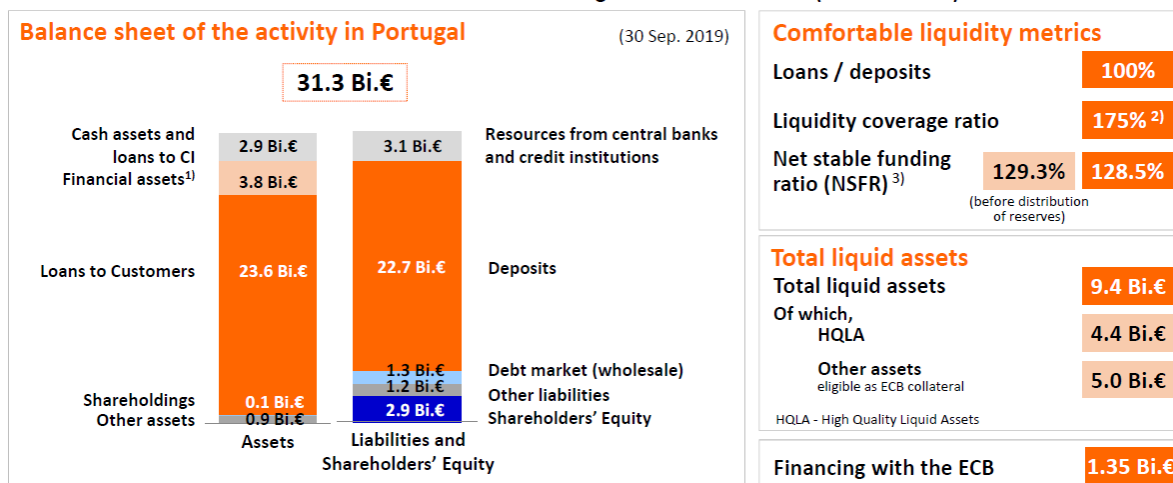 Balance sheet of the activity in Portugal
(30 Sep. 2019)
31.3 Bi.€
Cash assets and
loans to CI
2.9 Bi.€
3.1 Bi.€
Resources from central banks
and credit institutions
Financial assets1)
3.8 Bi.€
Loans to Customers
23.6 Bi.€
22.7 Bi.€
Deposits
1.3 Bi.€
Debt market (wholesale)
Shareholdings
0.1 Bi.€
1.2 Bi.€
Other liabilities
Other assets
0.9 Bi.€
2.9 Bi.€
Shareholders' Equity
Assets
Liabilities and
Shareholders' Equity
Comfortable liquidity metrics
Loans / deposits
100%
Liquidity coverage ratio
175% 2)
Net stable funding
ratio (NSFR) 3)
129.3%
128.5%
(before distribution
of reserves)
Total liquid assets
Total liquid assets
9.4 Bi.€
Of which,
HQLA
4.4 Bi.€
Other assets
eligible as ECB collateral
5.0 Bi.€
HQLA - High Quality Liquid Assets
Financing with the ECB
1.35 Bi.€